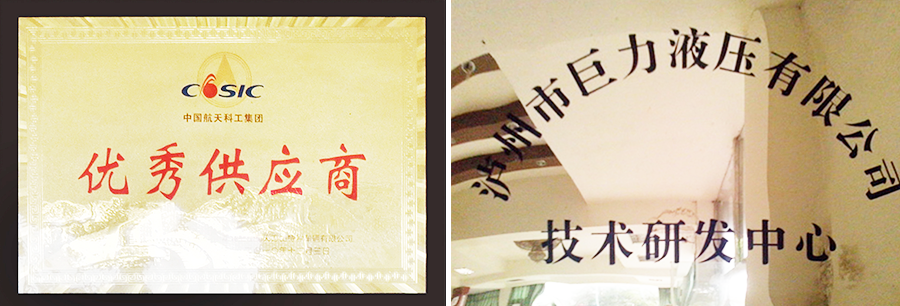 COSIC
中国航天科工集团
优秀供应商
泸州市巨力液压有限公司
技术研发中心